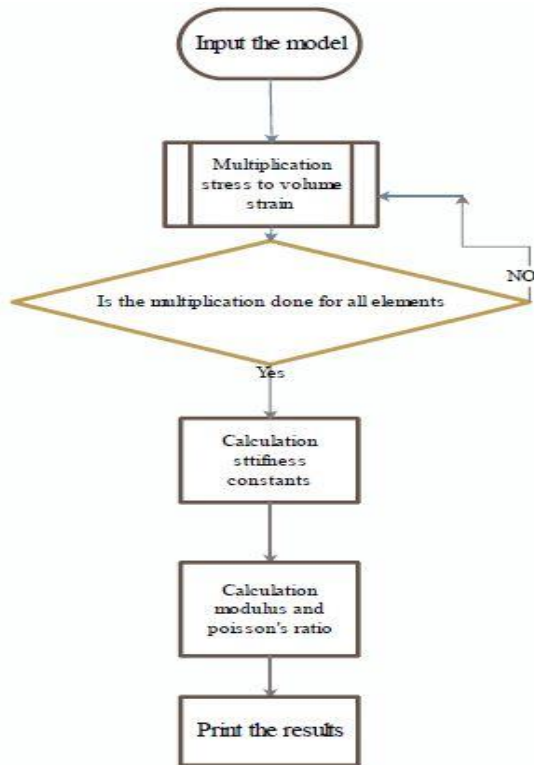 Input the model
Multiplication
stress to volume
strain
NO
Is the multiplication done for all elements
Yes
Calculation
sttifness
constants
Calculation
modulus and
poisson's ratio
Print the results